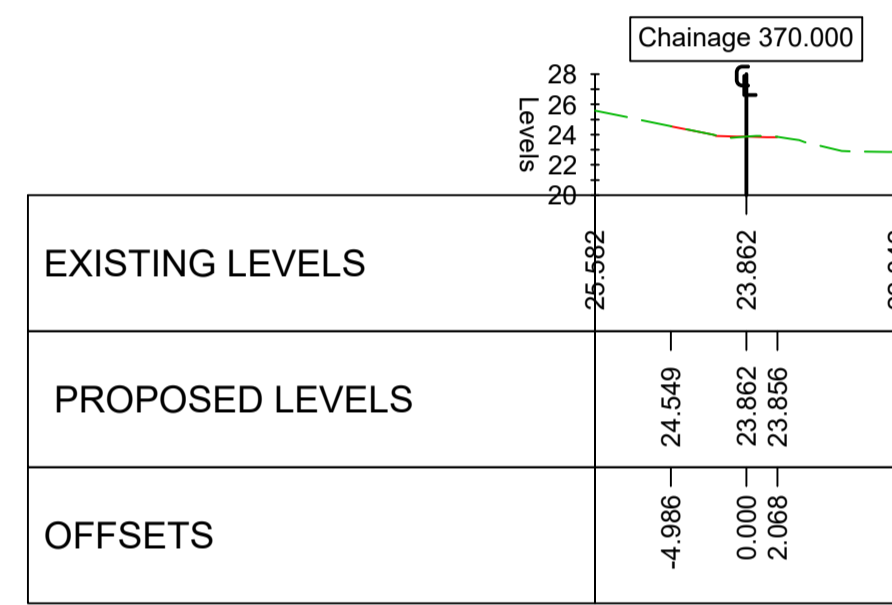 Chainage 370.000
℄
Levels
28
26
24
22
20
EXISTING LEVELS
25.582
23.862
PROPOSED LEVELS
24.549
23.862
23.856
OFFSETS
-4.986
0.000
2.068